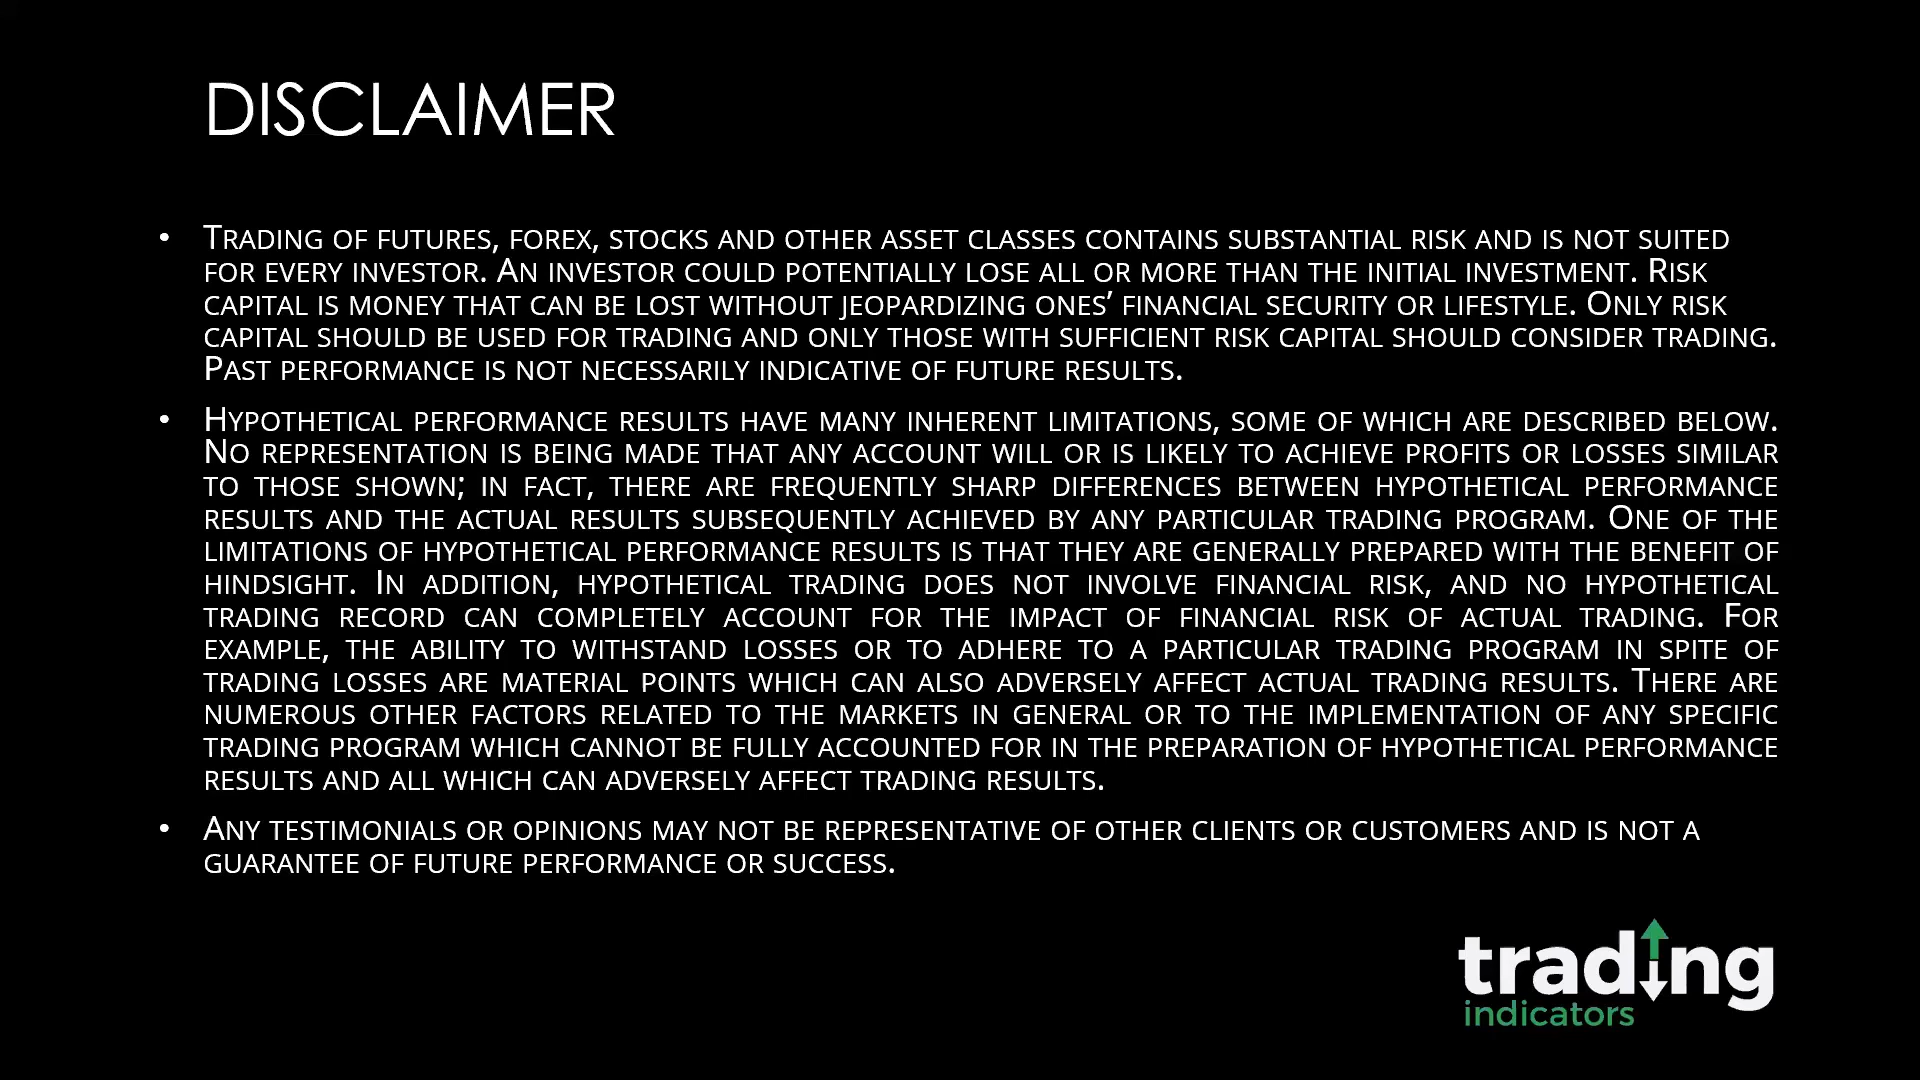 DISCLAIMER
• Trading of futures, forex, stocks and other asset classes contains substantial risk and is not suited
for every investor. An investor could potentially lose all or more than the initial investment. Risk
capital is money that can be lost without jeopardizing ones’ financial security or lifestyle. Only risk
capital should be used for trading and only those with sufficient risk capital should consider trading.
Past performance is not necessarily indicative of future results.
• Hypothetical performance results have many inherent limitations, some of which are described below.
No representation is being made that any account will or is likely to achieve profits or losses similar
to those shown; in fact, there are frequently sharp differences between hypothetical performance
results and the actual results subsequently achieved by any particular trading program. One of the
limitations of hypothetical performance results is that they are generally prepared with the benefit of
hindsight. In addition, hypothetical trading does not involve financial risk, and no hypothetical
trading record can completely account for the impact of financial risk of actual trading. For
example, the ability to withstand losses or to adhere to a particular trading program in spite of
trading losses are material points which can also adversely affect actual trading results. There are
numerous other factors related to the markets in general or to the implementation of any specific
trading program which cannot be fully accounted for in the preparation of hypothetical performance
results and all which can adversely affect trading results.
• Any testimonials or opinions may not be representative of other clients or customers and is not a
guarantee of future performance or success.
trading
indicators